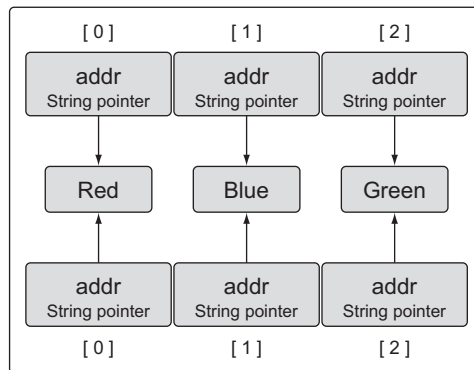 [ 0 ] [ 1 ] [ 2 ]
addr addr addr
String pointer String pointer String pointer
Red Blue Green
addr addr addr
String pointer String pointer String pointer
[ 0 ] [ 1 ] [ 2 ]